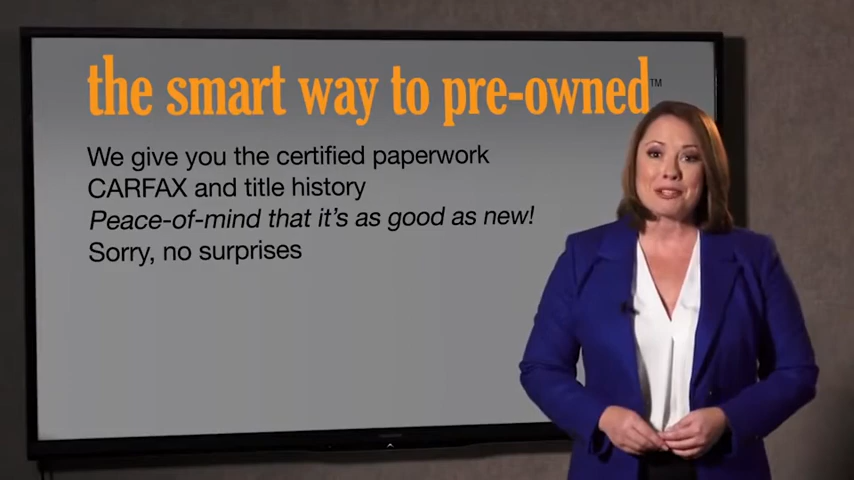 the smart way to pre-owned™
We give you the certified paperwork
CARFAX and title history
Peace-of-mind that it's as good as new!
Sorry, no surprises